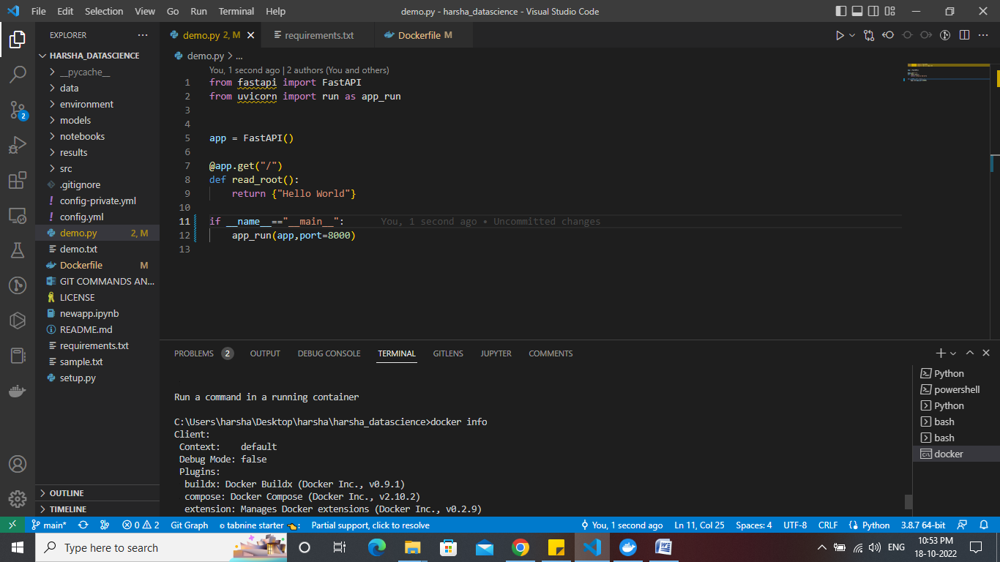 File Edit Selection View Go Run Terminal Help demo.py - harsha_datascience - Visual Studio Code
EXPLORER
HARSHA_DATASCIENCE
__pycache__
data
environment
models
notebooks
results
src
.gitignore
config-private.yml
config.yml
demo.py 2, M
demo.txt
Dockerfile M
GIT COMMANDS AN...
LICENSE
newapp.ipynb
README.md
requirements.txt
sample.txt
setup.py
OUTLINE
TIMELINE
2
demo.py 2, M requirements.txt Dockerfile M
demo.py > ...
You, 1 second ago | 2 authors (You and others)
1 from fastapi import FastAPI
2 from uvicorn import run as app_run
3
4
5 app = FastAPI()
6
7 @app.get("/")
8 def read_root():
9 return {"Hello World"}
10
11 if __name__=="__main__": You, 1 second ago • Uncommitted changes
12 app_run(app,port=8000)
13
PROBLEMS 2 OUTPUT DEBUG CONSOLE TERMINAL GITLENS JUPYTER COMMENTS
Run a command in a running container
C:\Users\harsha\Desktop\harsha\harsha_datascience>docker info
Client:
Context: default
Debug Mode: false
Plugins:
buildx: Docker Buildx (Docker Inc., v0.9.1)
compose: Docker Compose (Docker Inc., v2.10.2)
extension: Manages Docker extensions (Docker Inc., v0.2.9)
Python
powershell
Python
bash
bash
docker
main* 0 2 Git Graph tabnine starter : Partial support, click to resolve You, 1 second ago Ln 11, Col 25 Spaces: 4 UTF-8 CRLF Python 3.8.7 64-bit
Type here to search
ENG
10:53 PM
18-10-2022